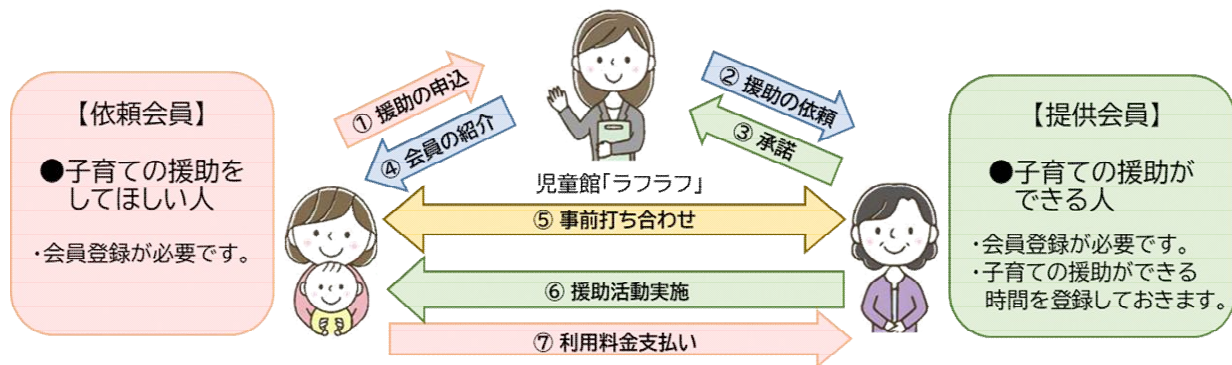 【依頼会員】
●子育ての援助を
してほしい人
・会員登録が必要です。
① 援助の申込
④ 会員の紹介
② 援助の依頼
③ 承諾
児童館「ラフラフ」
⑤ 事前打ち合わせ
⑥ 援助活動実施
⑦ 利用料金支払い
【提供会員】
●子育ての援助が
できる人
・会員登録が必要です。
・子育ての援助ができる
時間を登録しておきます。